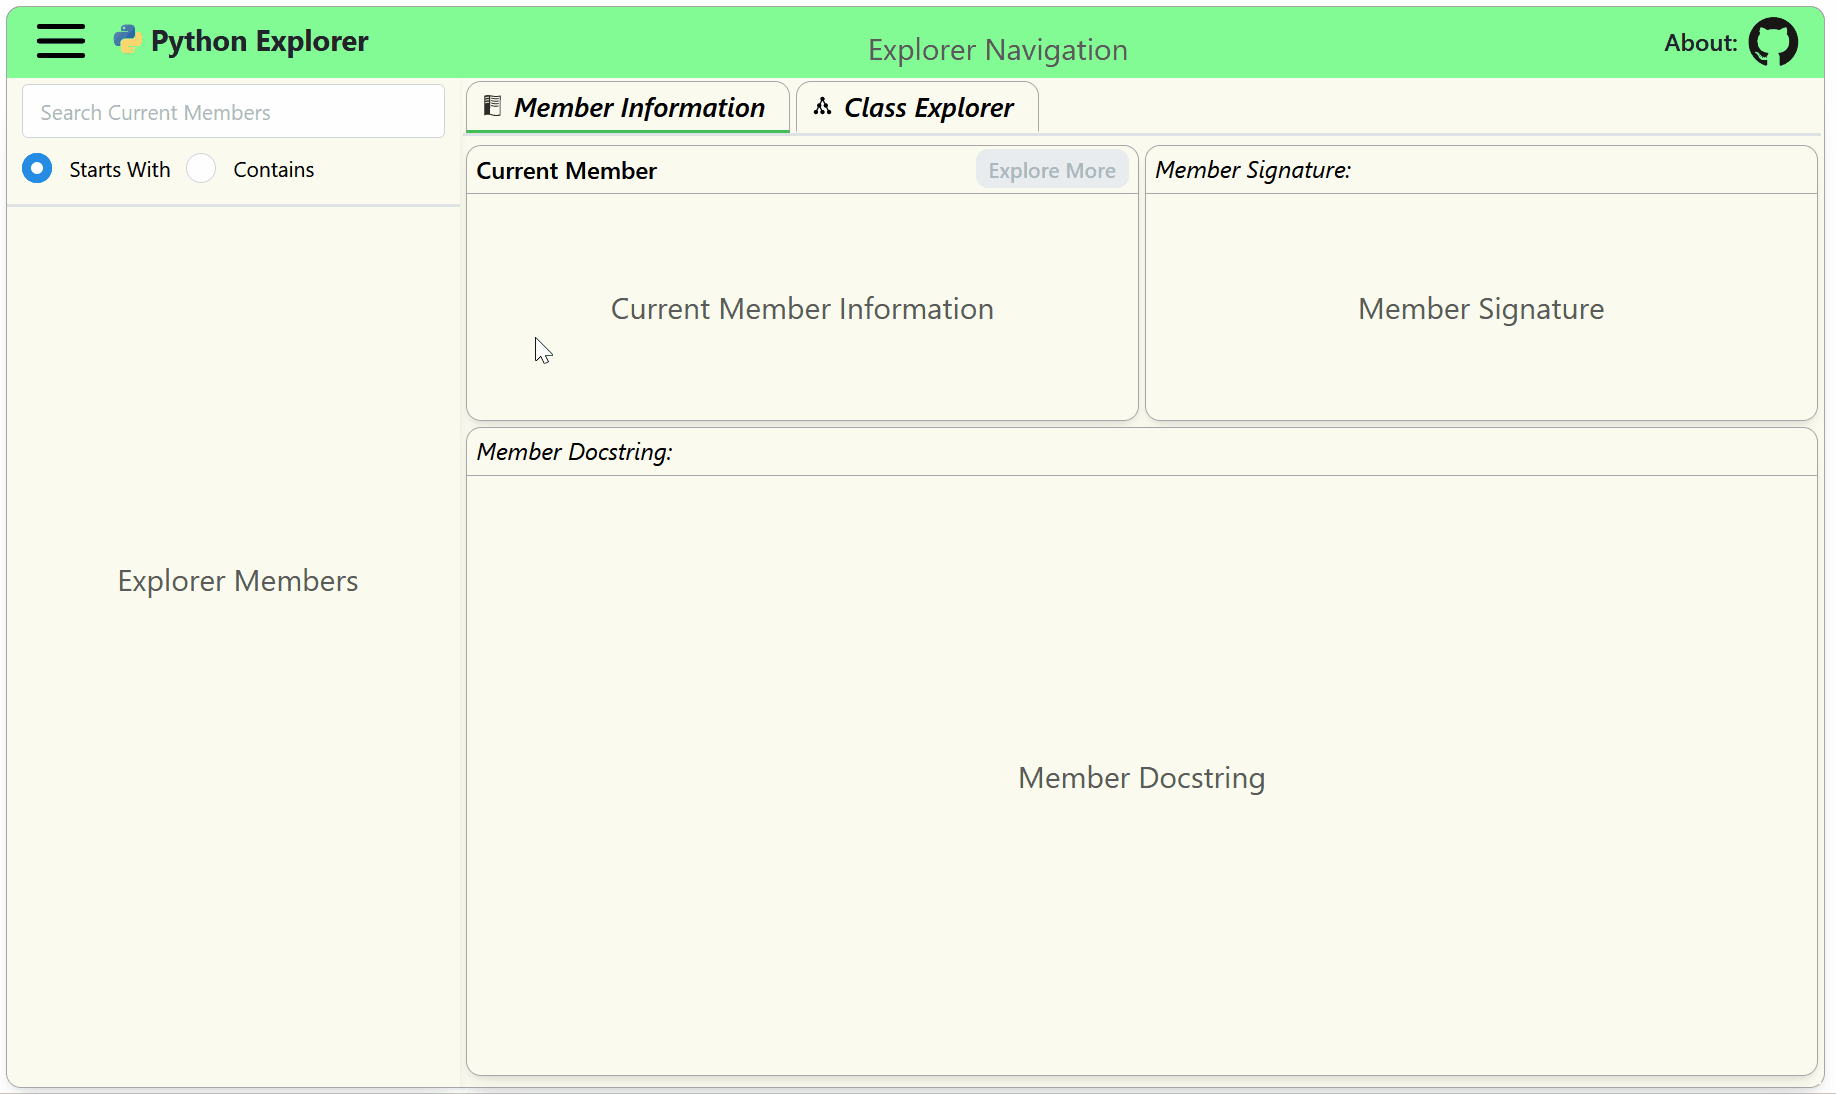 Python Explorer
Explorer Navigation
About:
Search Current Members
Starts With
Contains
Explorer Members
Member Information
Class Explorer
Current Member
Explore More
Current Member Information
Member Signature:
Member Signature
Member Docstring:
Member Docstring